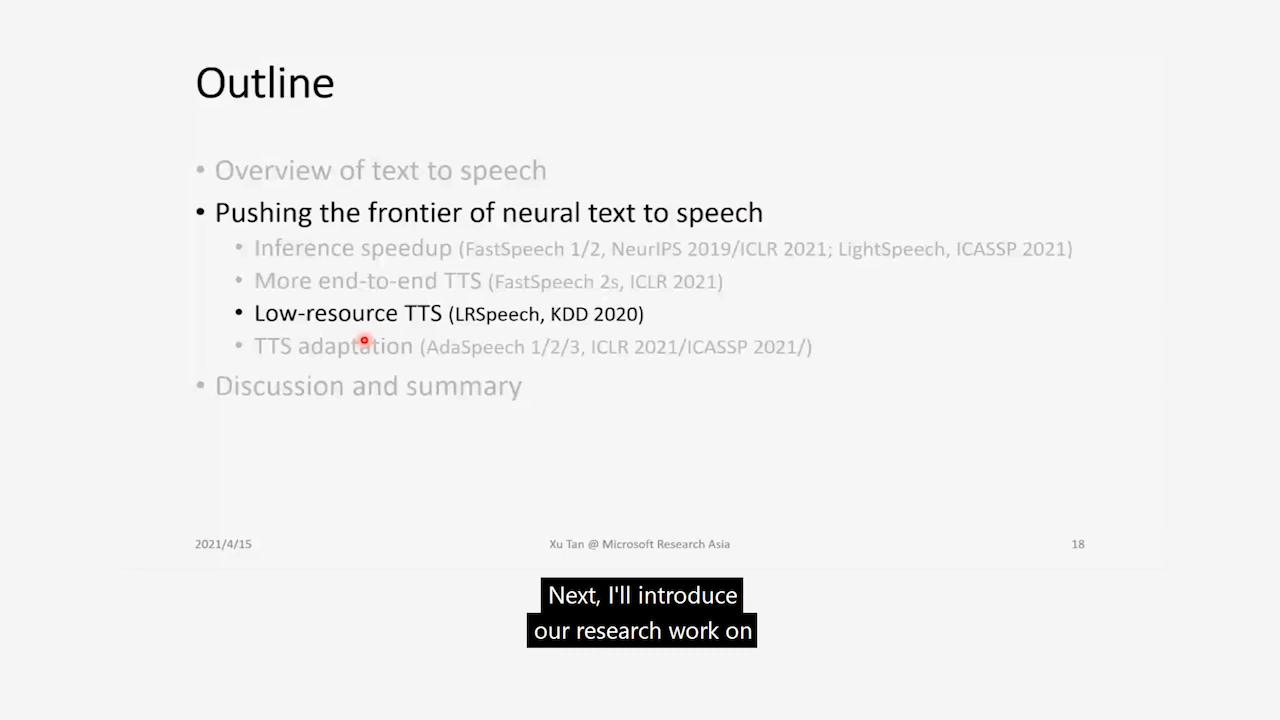 Outline
• Overview of text to speech
• Pushing the frontier of neural text to speech
• Inference speedup (FastSpeech 1/2, NeurIPS 2019/ICLR 2021; LightSpeech, ICASSP 2021)
• More end-to-end TTS (FastSpeech 2s, ICLR 2021)
• Low-resource TTS (LRSpeech, KDD 2020)
• TTS adaptation (AdaSpeech 1/2/3, ICLR 2021/ICASSP 2021/)
• Discussion and summary
2021/4/15 Xu Tan @ Microsoft Research Asia 18
Next, I'll introduce
our research work on